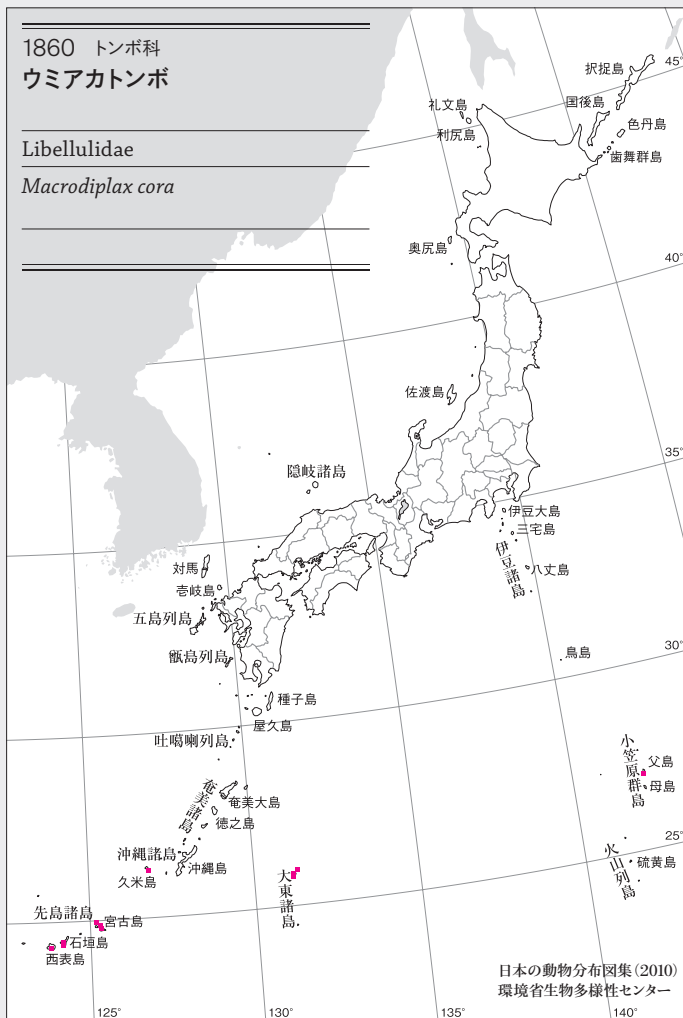 1860 トンボ科
ウミアカトンボ
Libellulidae
Macrodiplax cora
択捉島
45°
礼文島
国後島
色丹島
利尻島
歯舞群島
奥尻島
40°
佐渡島
35°
隠岐諸島
伊豆大島
三宅島
伊豆諸島
八丈島
対馬
壱岐島
五島列島
甑島列島
鳥島
30°
種子島
屋久島
吐噶喇列島
小笠原群島
父島
母島
奄美諸島
奄美大島
徳之島
25°
沖縄諸島
沖縄島
久米島
大東諸島
火山列島
硫黄島
先島諸島
宮古島
石垣島
西表島
日本の動物分布図集(2010)
環境省生物多様性センター
125°
130°
135°
140°